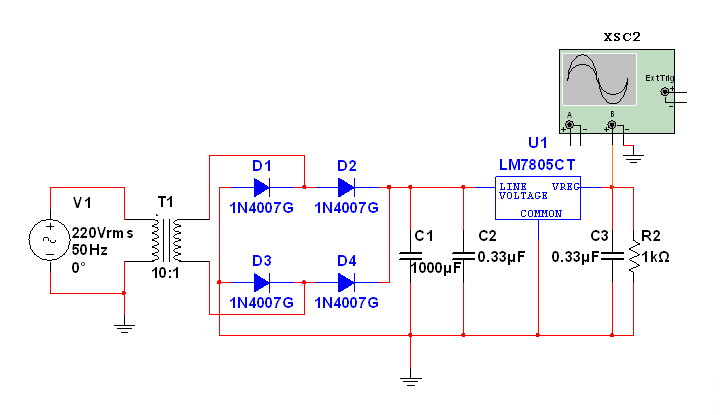 XSC2
Ext Trig
+
-
A
B
+ - + -
V1
220Vrms
50Hz
0°
T1
10:1
D1
1N4007G
D2
1N4007G
D3
1N4007G
D4
1N4007G
U1
LM7805CT
LINE VREG
VOLTAGE
COMMON
C1
1000µF
C2
0.33µF
C3
0.33µF
R2
1kΩ